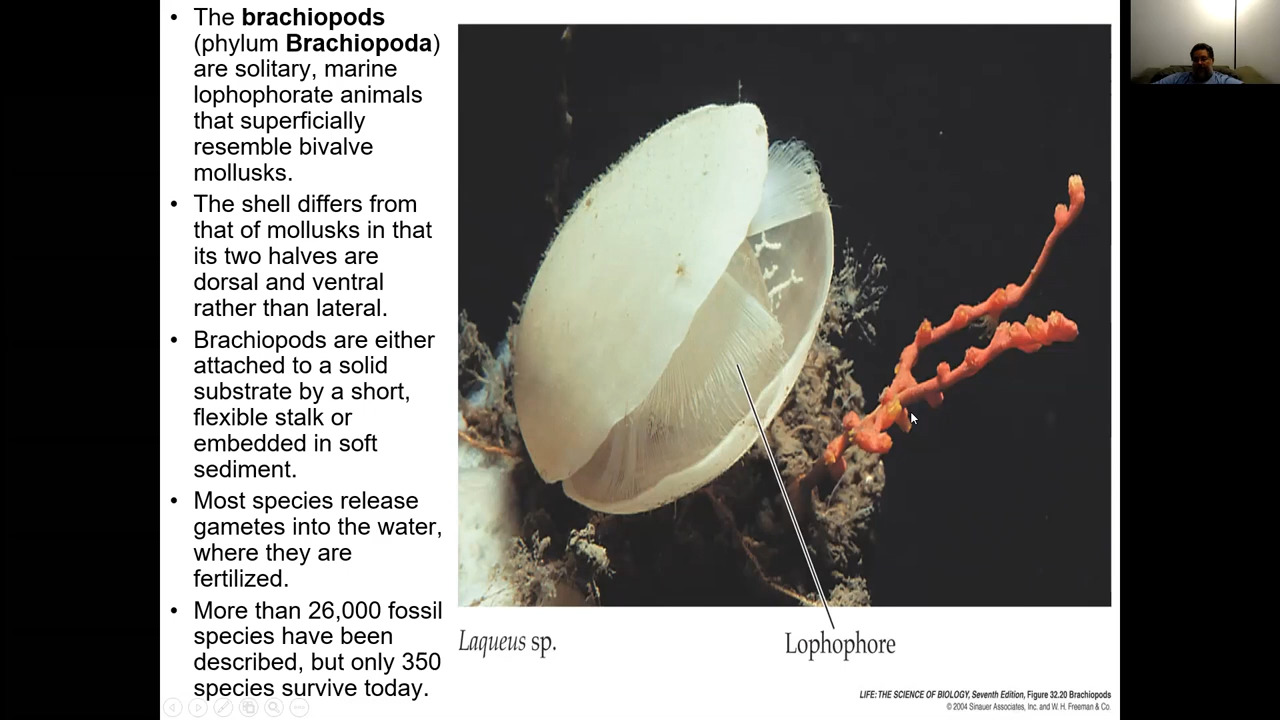 • The brachiopods
(phylum Brachiopoda)
are solitary, marine
lophophorate animals
that superficially
resemble bivalve
mollusks.
• The shell differs from
that of mollusks in that
its two halves are
dorsal and ventral
rather than lateral.
• Brachiopods are either
attached to a solid
substrate by a short,
flexible stalk or
embedded in soft
sediment.
• Most species release
gametes into the water,
where they are
fertilized.
• More than 26,000 fossil
species have been
described, but only 350
species survive today.
Laqueus sp.
Lophophore
LIFE: THE SCIENCE OF BIOLOGY, Seventh Edition, Figure 32.20 Brachiopods
© 2004 Sinauer Associates, Inc. and W. H. Freeman & Co.